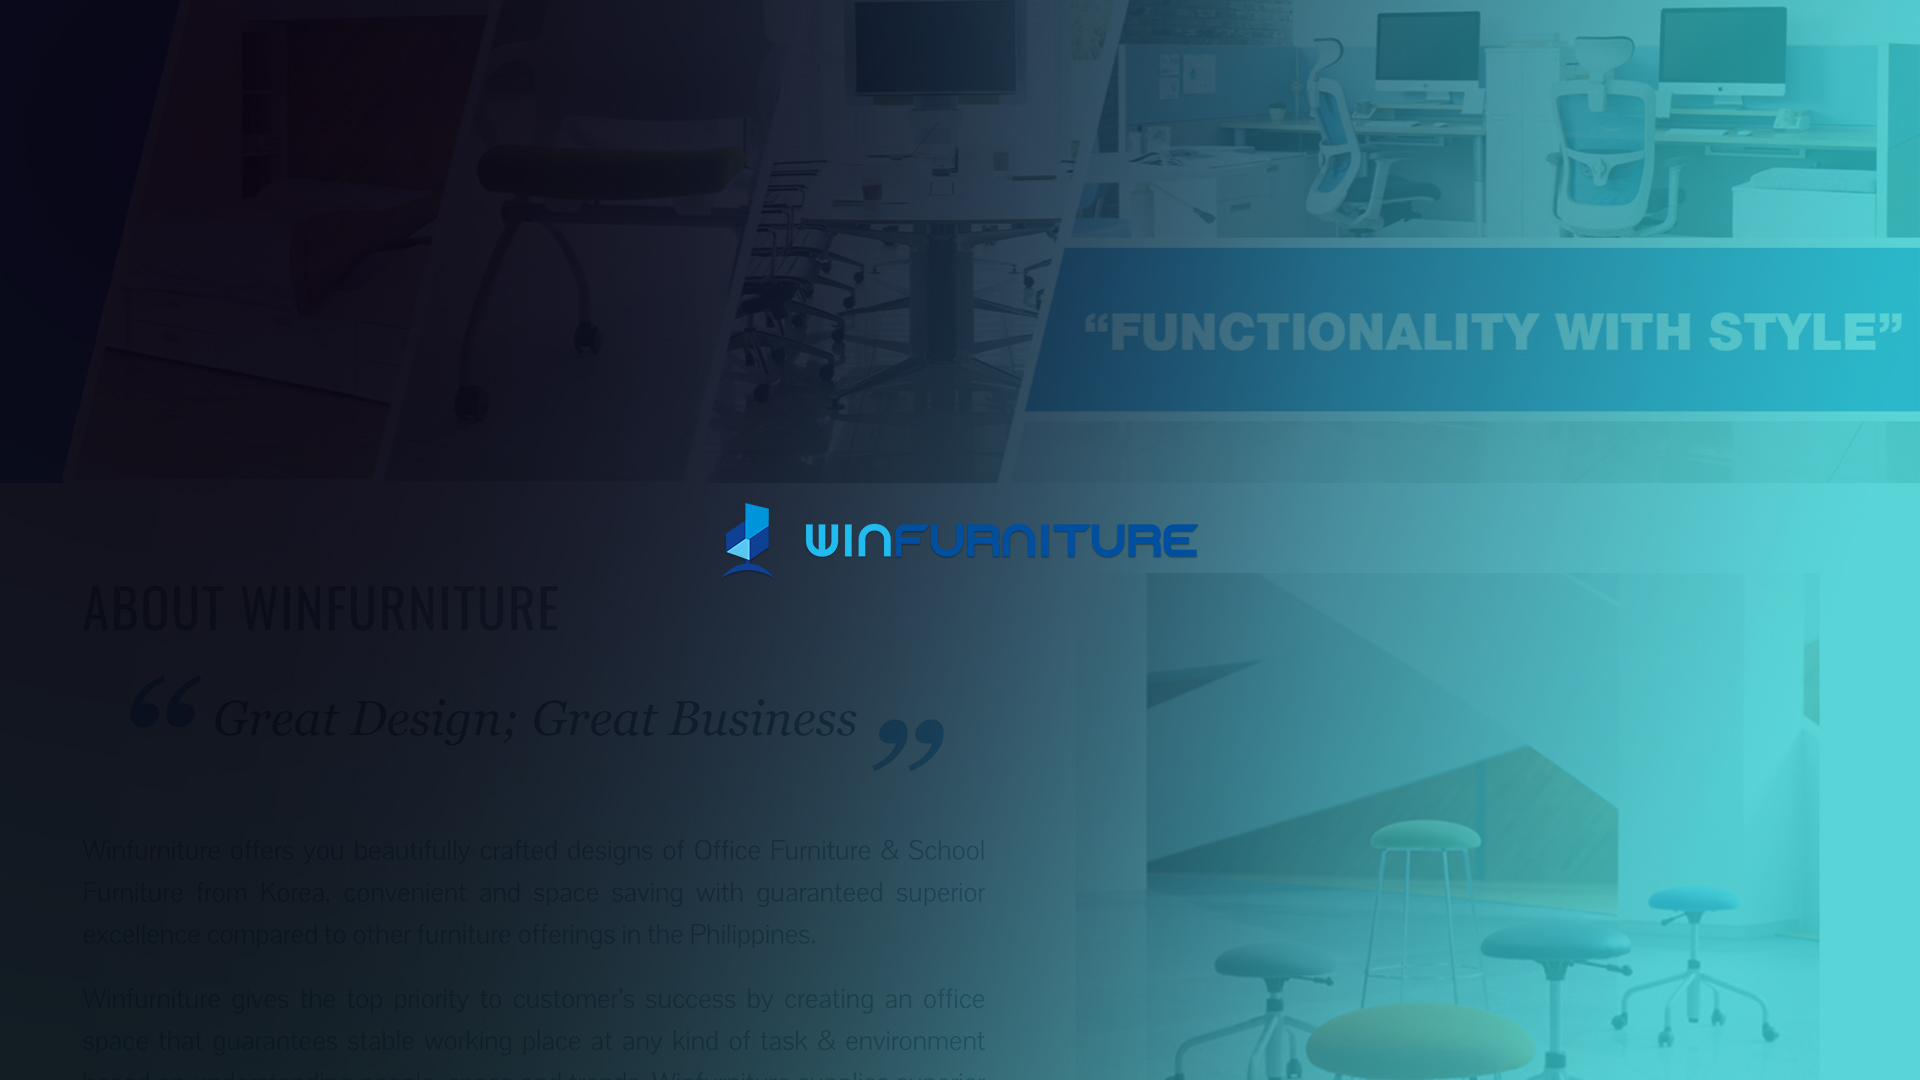 “FUNCTIONALITY WITH STYLE”
WINFURNITURE
ABOUT WINFURNITURE
“ Great Design; Great Business ”
Winfurniture offers you beautifully crafted designs of Office Furniture & School
Furniture from Korea, convenient and space saving with guaranteed superior
excellence compared to other furniture offerings in the Philippines.
Winfurniture gives the top priority to customer's success by creating an office
space that guarantees stable working place at any kind of task & environment